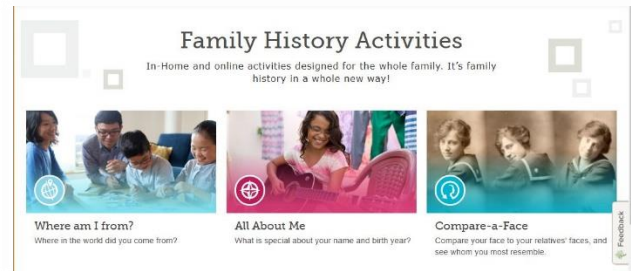 Family History Activities
In-Home and online activities designed for the whole family. It's family
history in a whole new way!
Where am I from?
Where in the world did you come from?
All About Me
What is special about your name and birth year?
Compare-a-Face
Compare your face to your relatives' faces, and
see whom you most resemble.
Feedback